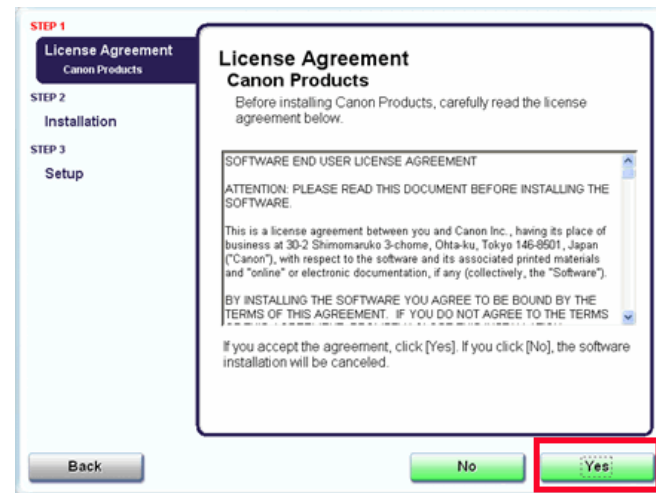 STEP 1
License Agreement
Canon Products
STEP 2
Installation
STEP 3
Setup
License Agreement
Canon Products
Before installing Canon Products, carefully read the license
agreement below.
SOFTWARE END USER LICENSE AGREEMENT
ATTENTION: PLEASE READ THIS DOCUMENT BEFORE INSTALLING THE
SOFTWARE.
This is a license agreement between you and Canon Inc., having its place of
business at 30-2 Shimomaruko 3-chome, Ohta-ku, Tokyo 146-8501, Japan
("Canon"), with respect to the software and its associated printed materials
and "online" or electronic documentation, if any (collectively, the "Software").
BY INSTALLING THE SOFTWARE YOU AGREE TO BE BOUND BY THE
TERMS OF THIS AGREEMENT. IF YOU DO NOT AGREE TO THE TERMS
If you accept the agreement, click [Yes]. If you click [No], the software
installation will be canceled.
Back
No
Yes